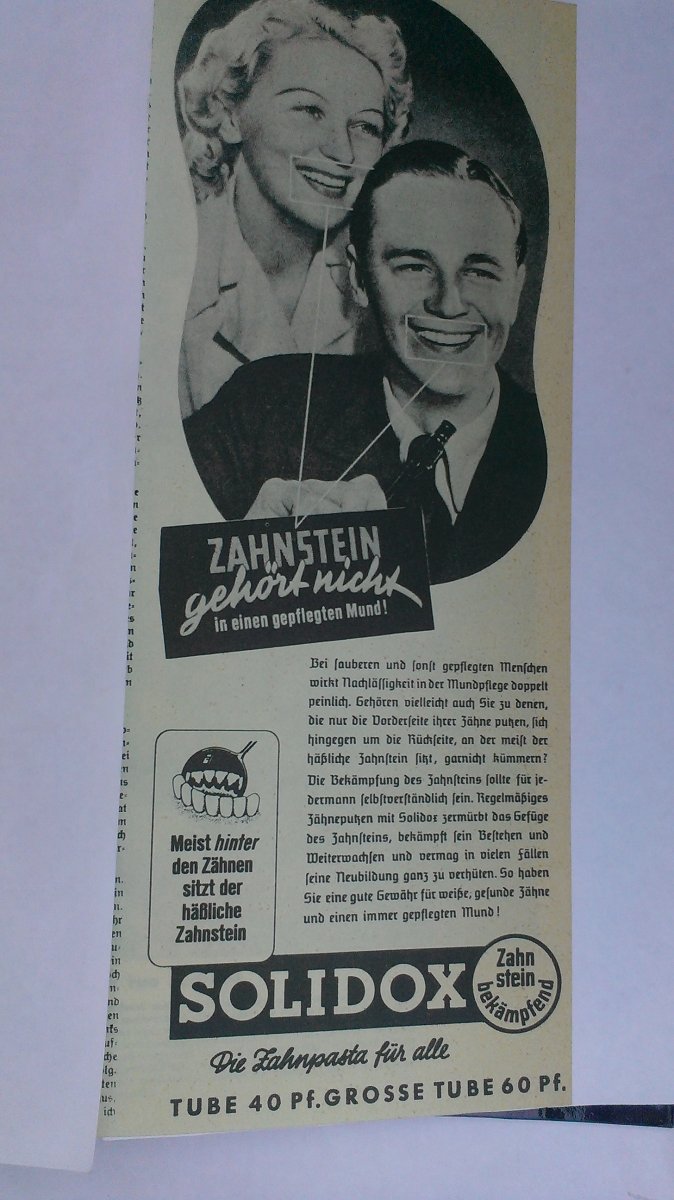 ZAHNSTEIN
gehört nicht
in einen gepflegten Mund!
Bei sauberen und sonst gepflegten Menschen
wirkt Nachlässigkeit in der Mundpflege doppelt
peinlich. Gehören vielleicht auch Sie zu denen,
die nur die Vorderseite ihrer Zähne putzen, sich
hingegen um die Rückseite, an der meist der
häßliche Zahnstein sitzt, garnicht kümmern?
Die Bekämpfung des Zahnsteins sollte für je-
dermann selbstverständlich sein. Regelmäßiges
Zähneputzen mit Solidox zermürbt das Gefüge
des Zahnsteins, bekämpft sein Bestehen und
Weiterwachsen und vermag in vielen Fällen
seine Neubildung ganz zu verhüten. So haben
Sie eine gute Gewähr für weiße, gesunde Zähne
und einen immer gepflegten Mund!
Meist hinter
den Zähnen
sitzt der
häßliche
Zahnstein
SOLIDOX
Zahn
stein
bekämpfend
Die Zahnpasta für alle
TUBE 40 Pf. GROSSE TUBE 60 Pf.